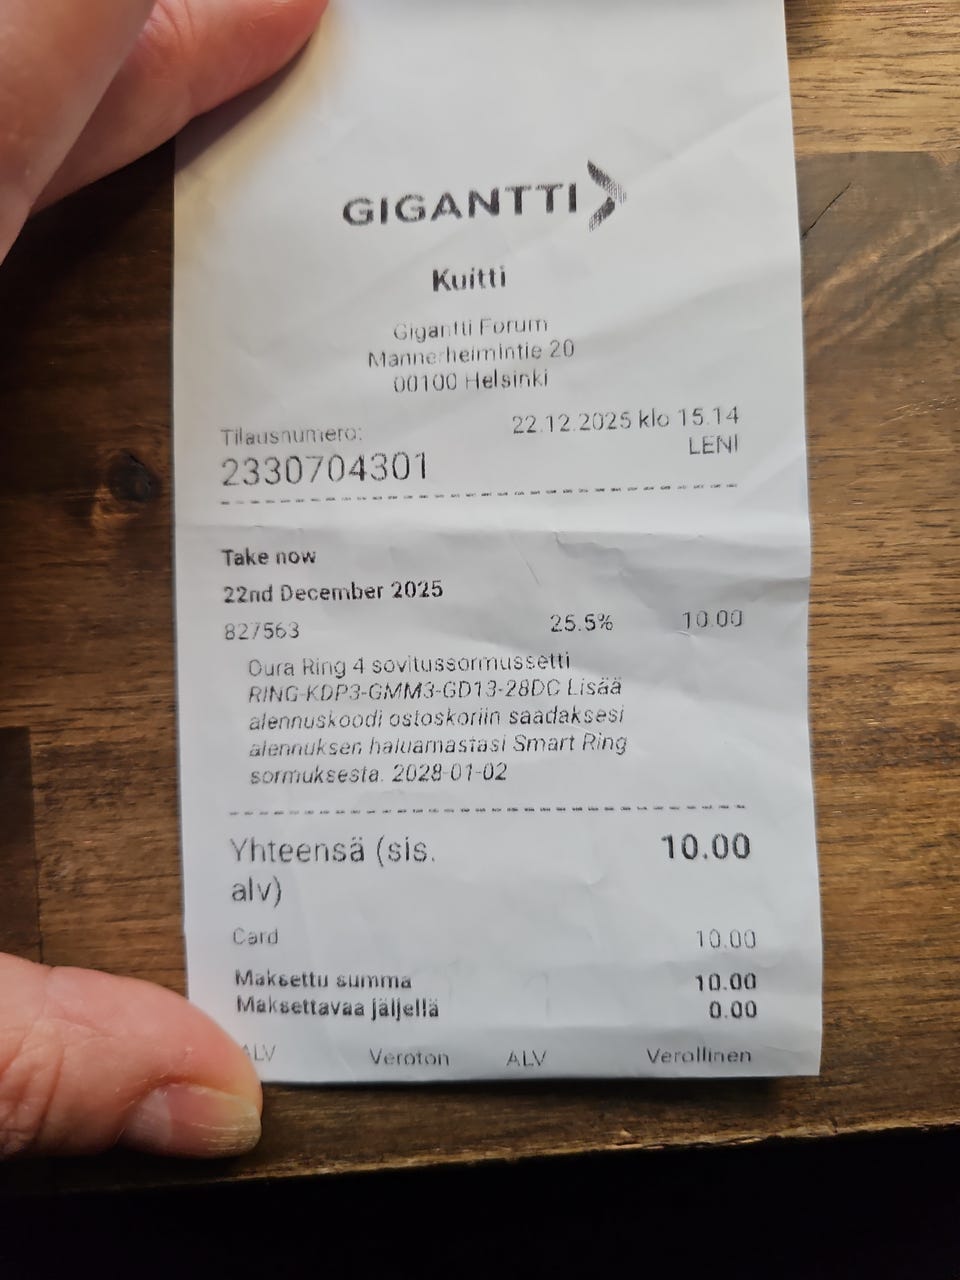 GIGANTTI
Kuitti
Gigantti Forum
Mannerheimintie 20
00100 Helsinki
22.12.2025 klo 15.14
Tilausnumero: LENI
2330704301
Take now
22nd December 2025
827563 25.5% 10.00
Oura Ring 4 sovitussormussetti
RING-KDP3-GMM3-GD13-28DC Lisää
alennuskoodi ostoskoriin saadaksesi
alennuksen haluamastasi Smart Ring
sormuksesta. 2028-01-02
Yhteensä (sis. 10.00
alv)
Card 10.00
Maksettu summa 10.00
Maksettavaa jäljellä 0.00
ALV Veroton ALV Verollinen